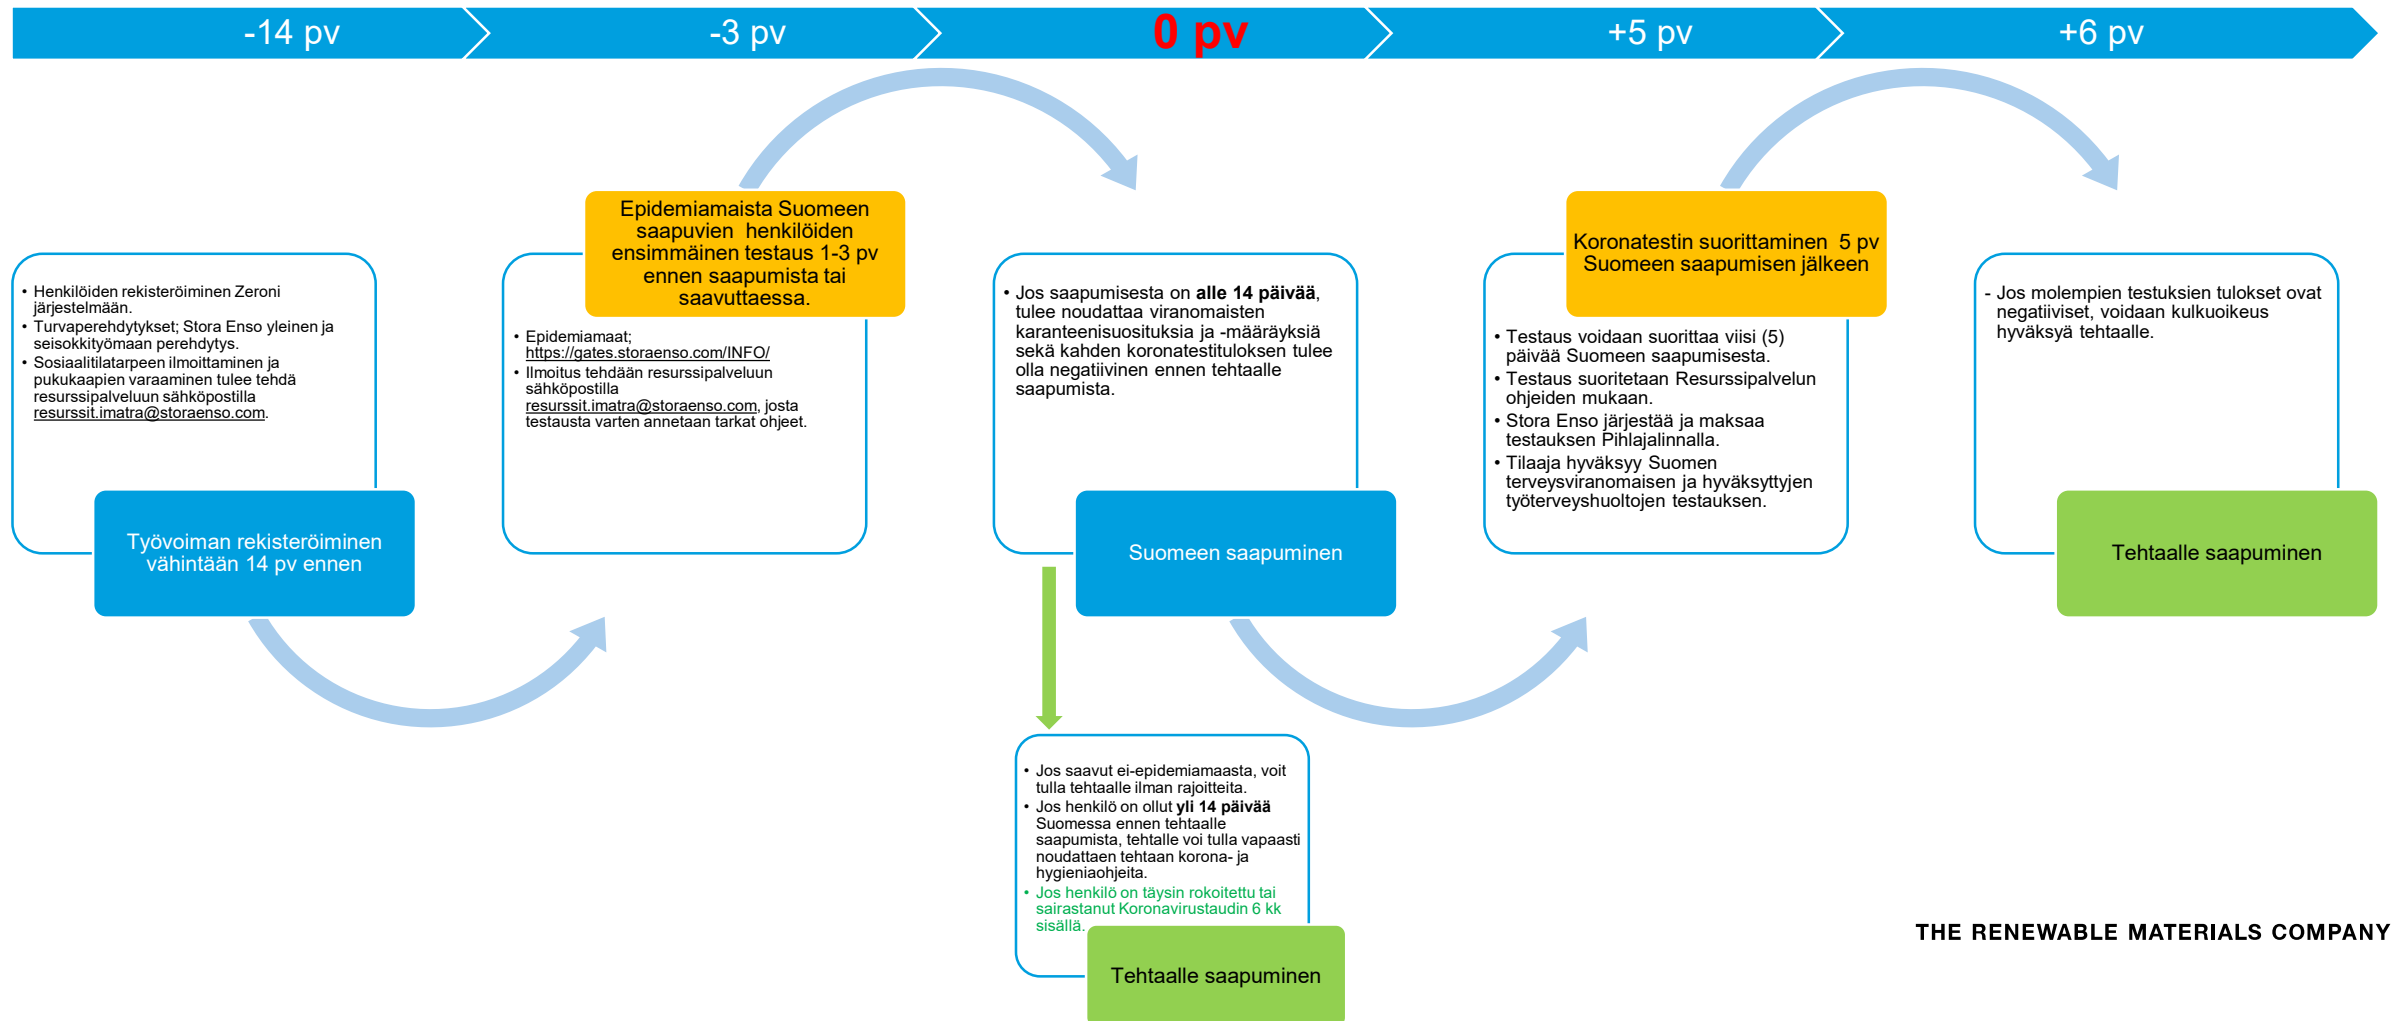 -14 pv
-3 pv
0 pv
+5 pv
+6 pv
• Henkilöiden rekisteröiminen Zeroni
järjestelmään.
• Turvaperehdytykset; Stora Enso yleinen ja
seisokkityömaan perehdytys.
• Sosiaalitilatarpeen ilmoittaminen ja
pukukaapien varaaminen tulee tehdä
resurssipalveluun sähköpostilla
resurssit.imatra@storaenso.com.
Työvoiman rekisteröiminen
vähintään 14 pv ennen
Epidemiamaista Suomeen
saapuvien henkilöiden
ensimmäinen testaus 1-3 pv
ennen saapumista tai
saavuttaessa.
• Epidemiamaat;
https://gates.storaenso.com/INFO/
• Ilmoitus tehdään resurssipalveluun
sähköpostilla
resurssit.imatra@storaenso.com, josta
testausta varten annetaan tarkat ohjeet.
• Jos saapumisesta on alle 14 päivää,
tulee noudattaa viranomaisten
karanteenisuosituksia ja -määräyksiä
sekä kahden koronatestituloksen tulee
olla negatiivinen ennen tehtaalle
saapumista.
Suomeen saapuminen
• Jos saavut ei-epidemiamaasta, voit
tulla tehtaalle ilman rajoitteita.
• Jos henkilö on ollut yli 14 päivää
Suomessa ennen tehtaalle
saapumista, tehtalle voi tulla vapaasti
noudattaen tehtaan korona- ja
hygieniaohjeita.
• Jos henkilö on täysin rokoitettu tai
sairastanut Koronavirustaudin 6 kk
sisällä.
Tehtaalle saapuminen
Koronatestin suorittaminen 5 pv
Suomeen saapumisen jälkeen
• Testaus voidaan suorittaa viisi (5)
päivää Suomeen saapumisesta.
• Testaus suoritetaan Resurssipalvelun
ohjeiden mukaan.
• Stora Enso järjestää ja maksaa
testauksen Pihlajalinnalla.
• Tilaaja hyväksyy Suomen
terveysviranomaisen ja hyväksyttyjen
työterveyshuoltojen testauksen.
- Jos molempien testuksien tulokset ovat
negatiiviset, voidaan kulkuoikeus
hyväksyä tehtaalle.
Tehtaalle saapuminen
THE RENEWABLE MATERIALS COMPANY